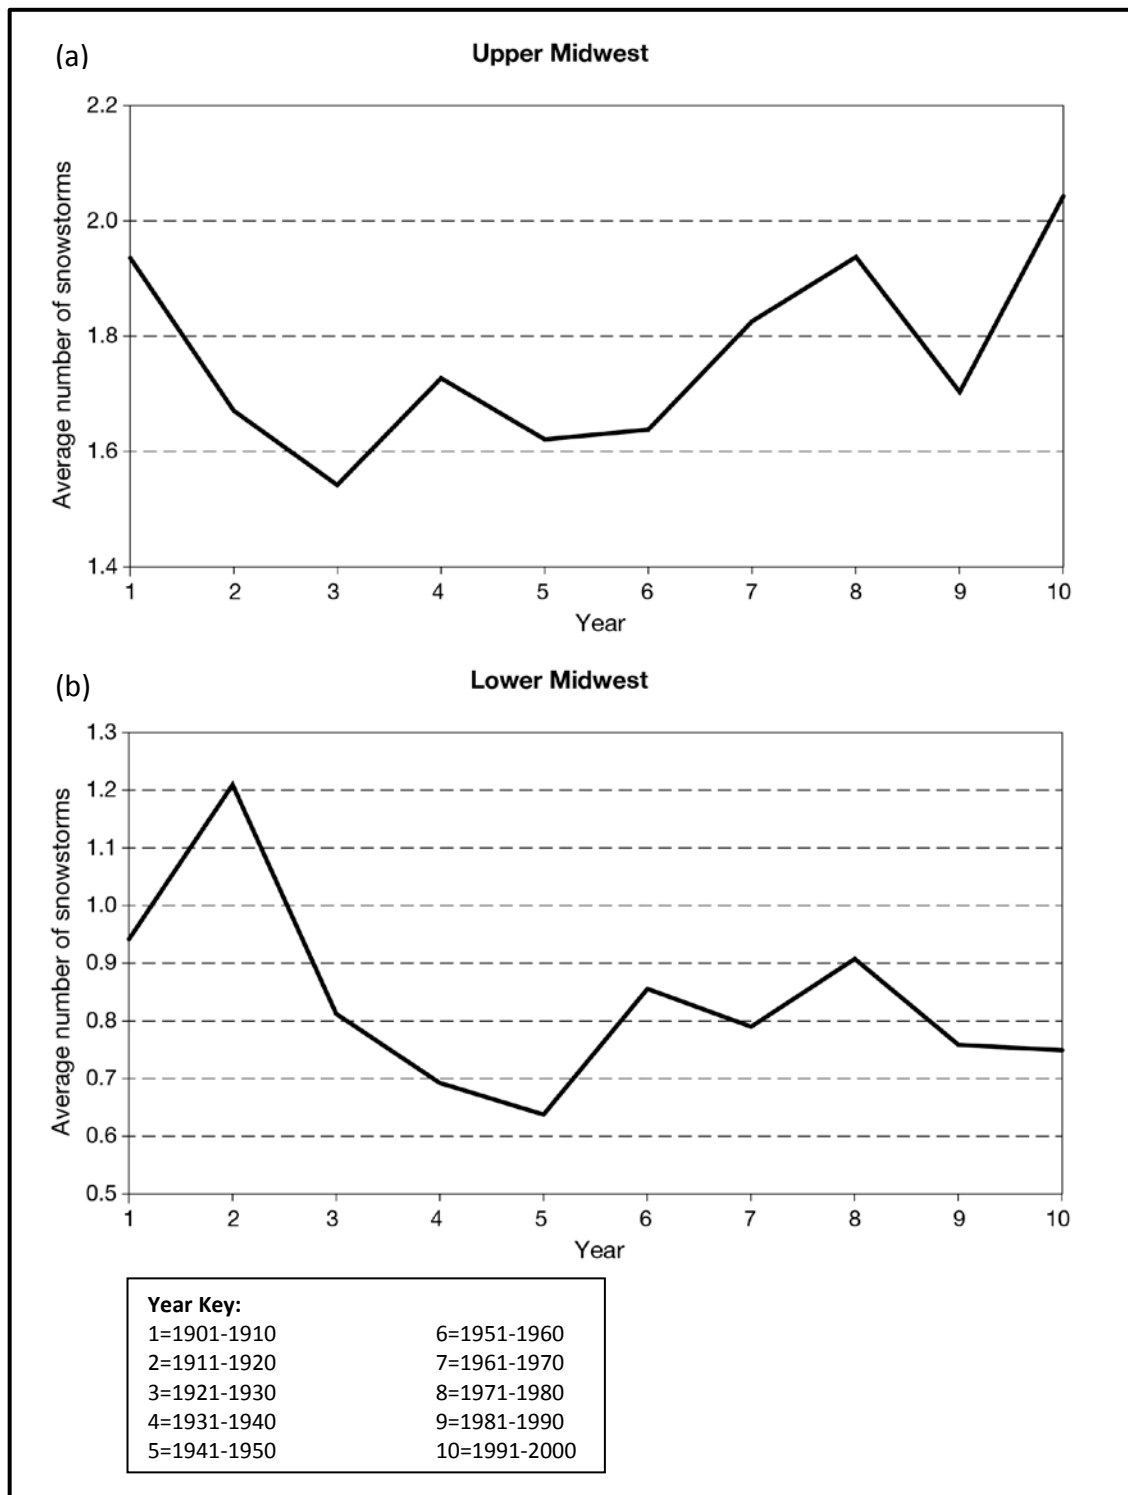 (a)
Upper Midwest
Average number of snowstorms
2.2
2.0
1.8
1.6
1.4
1 2 3 4 5 6 7 8 9 10
Year
(b)
Lower Midwest
Average number of snowstorms
1.3
1.2
1.1
1.0
0.9
0.8
0.7
0.6
0.5
1 2 3 4 5 6 7 8 9 10
Year
Year Key:
1=1901-1910 6=1951-1960
2=1911-1920 7=1961-1970
3=1921-1930 8=1971-1980
4=1931-1940 9=1981-1990
5=1941-1950 10=1991-2000